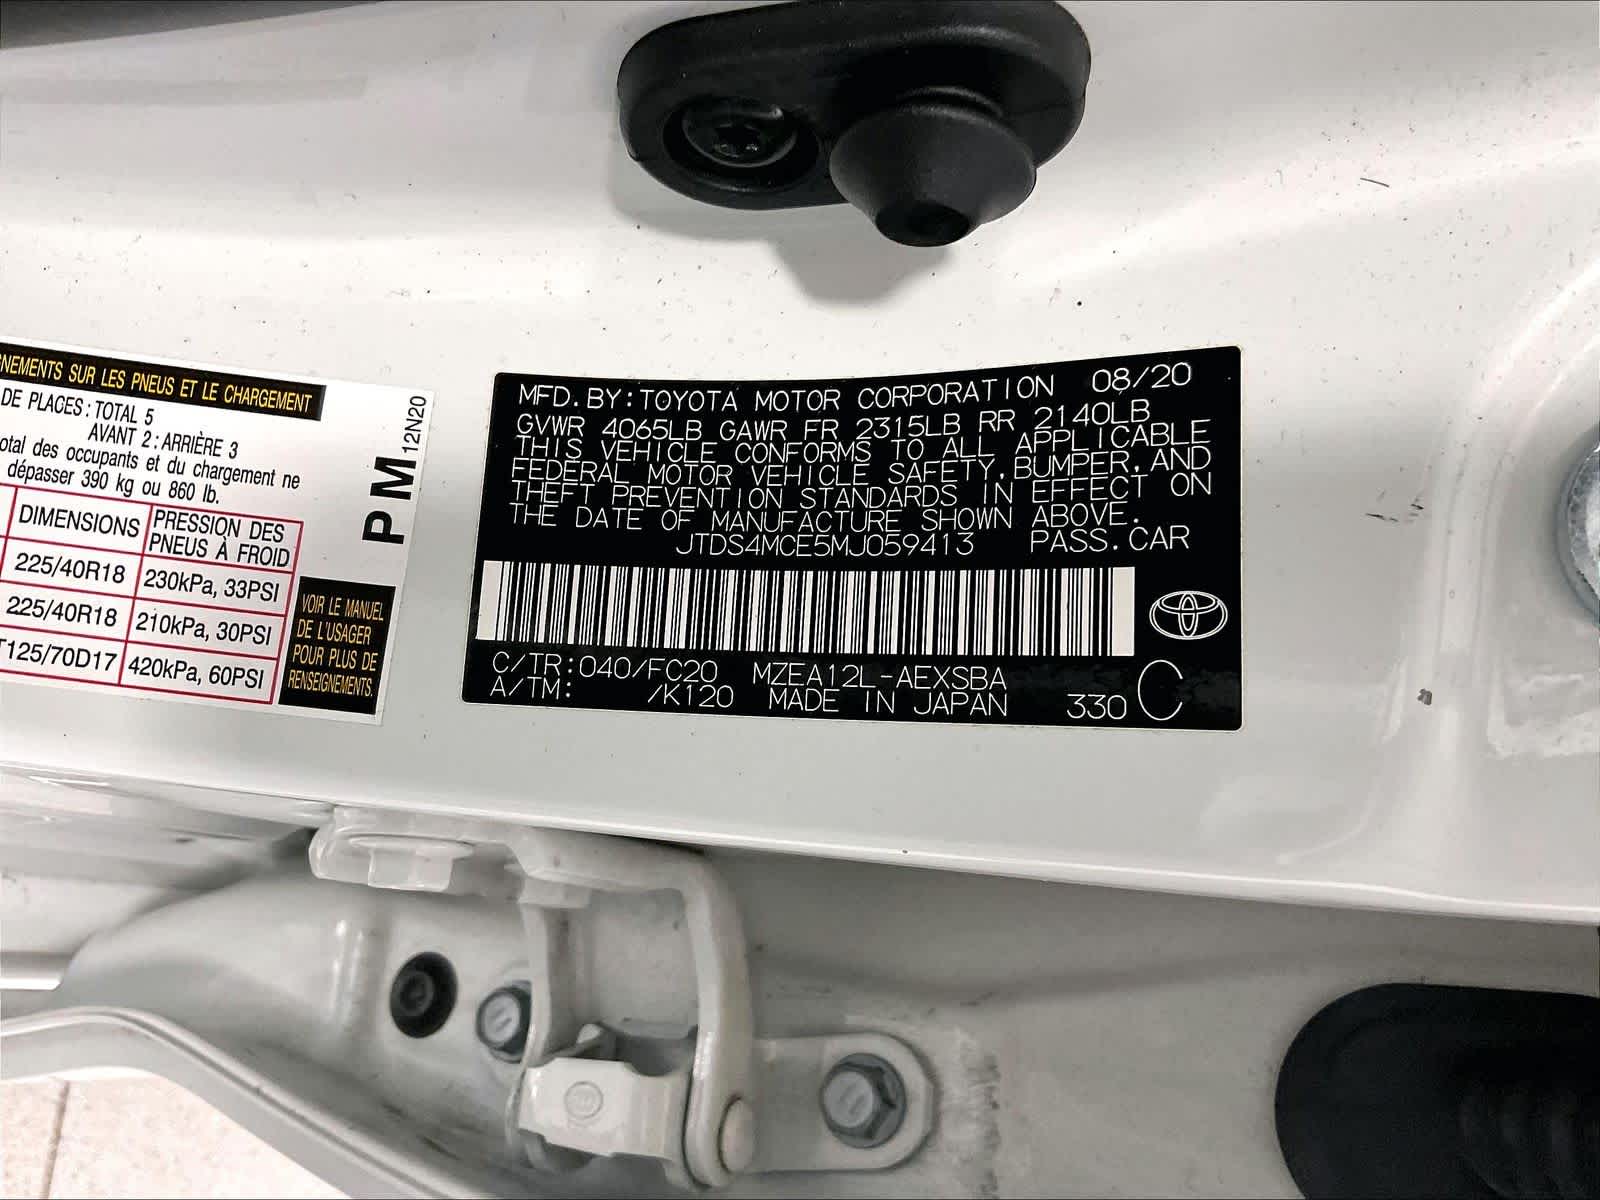 SUR LES PNEUS ET LE CHARGEMENT
DE PLACES: TOTAL 5
AVANT 2: ARRIÈRE 3
des occupants et du chargement ne
dépasser 390 kg ou 860 lb.
DIMENSIONS PRESSION DES PNEUS À FROID
225/40R18 230kPa, 33PSI
225/40R18 210kPa, 30PSI
T125/70D17 420kPa, 60PSI
PM
12N20
VOIR LE MANUEL
DE L'USAGER
POUR PLUS DE
RENSEIGNEMENTS.
MFD.BY:TOYOTA MOTOR CORPORATION 08/20
GVWR 4065LB GAWR FR 2315LB RR 2140LB
THIS VEHICLE CONFORMS TO ALL APPLICABLE
FEDERAL MOTOR VEHICLE SAFETY,BUMPER,AND
THEFT PREVENTION STANDARDS IN EFFECT ON
THE DATE OF MANUFACTURE SHOWN ABOVE.
JTDS4MCE5MJ059413 PASS.CAR
C/TR:040/FC20 MZEA12L-AEXSBA
A/TM: /K120 MADE IN JAPAN 330 C